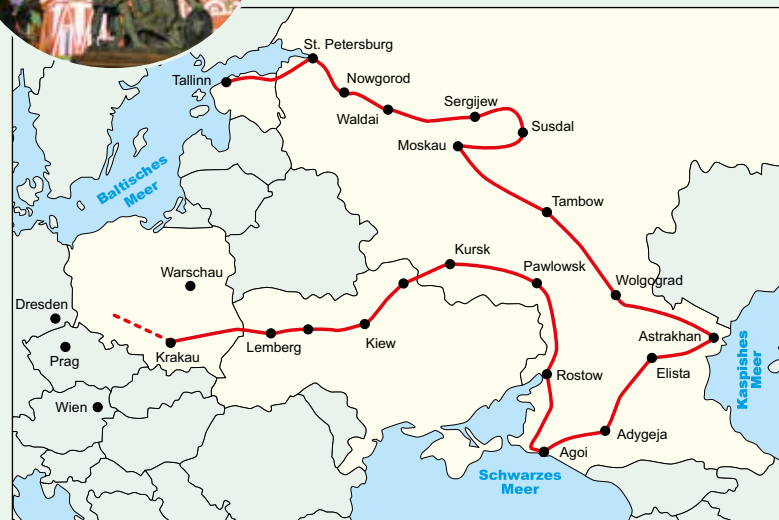 St. Petersburg
Tallinn
Nowgorod
Waldai
Sergijew
Susdal
Moskau
Baltisches
Meer
Tambow
Kursk
Pawlowsk
Warschau
Wolgograd
Dresden
Astrakhan
Kiew
Lemberg
Krakau
Prag
Elista
Kaspisches
Meer
Rostow
Wien
Adygeja
Agoi
Schwarzes
Meer